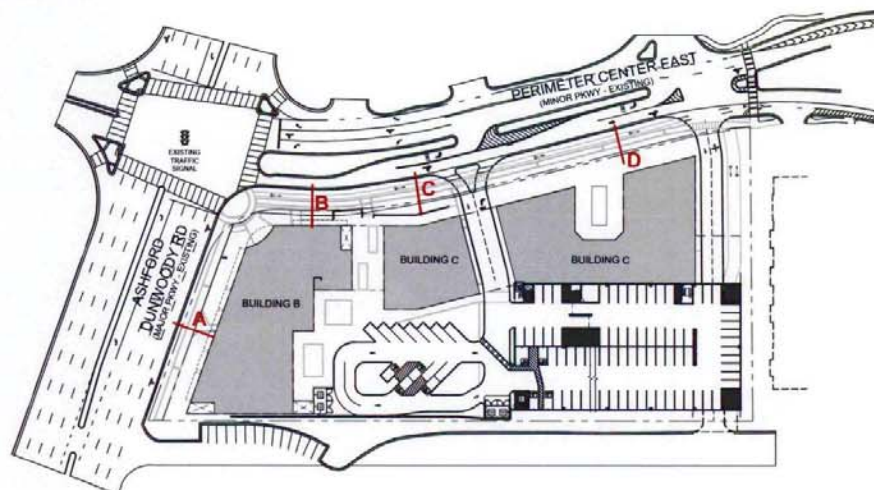 PERIMETER CENTER EAST
(MINOR PKWY - EXISTING)
EXISTING
TRAFFIC
SIGNAL
D
C
B
ASHFORD
DUNWOODY RD
(MAJOR PKWY - EXISTING)
A
BUILDING C
BUILDING C
BUILDING B